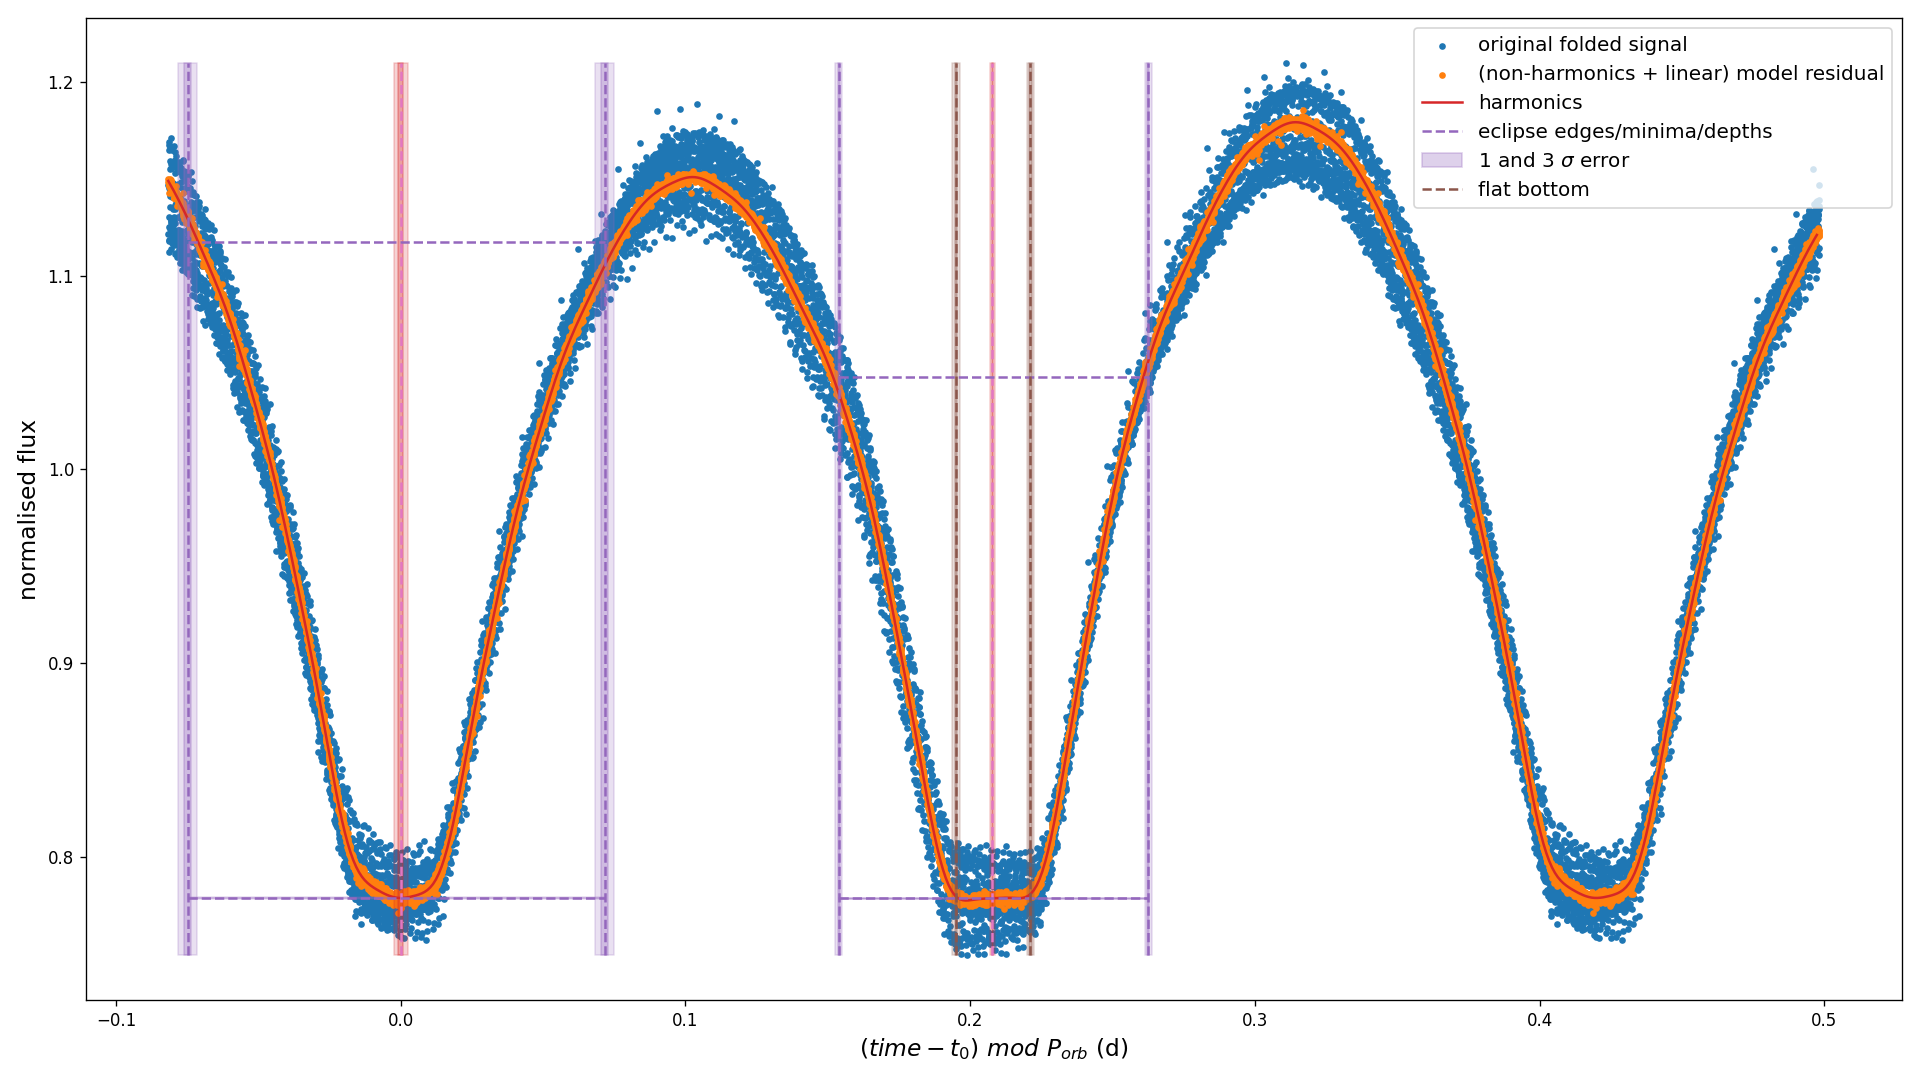 original folded signal
(non-harmonics + linear) model residual
harmonics
eclipse edges/minima/depths
1 and 3 σ error
flat bottom
normalised flux
1.2
1.1
1.0
0.9
0.8
−0.1 0.0 0.1 0.2 0.3 0.4 0.5
(time − t₀) mod Pₒᵣb (d)